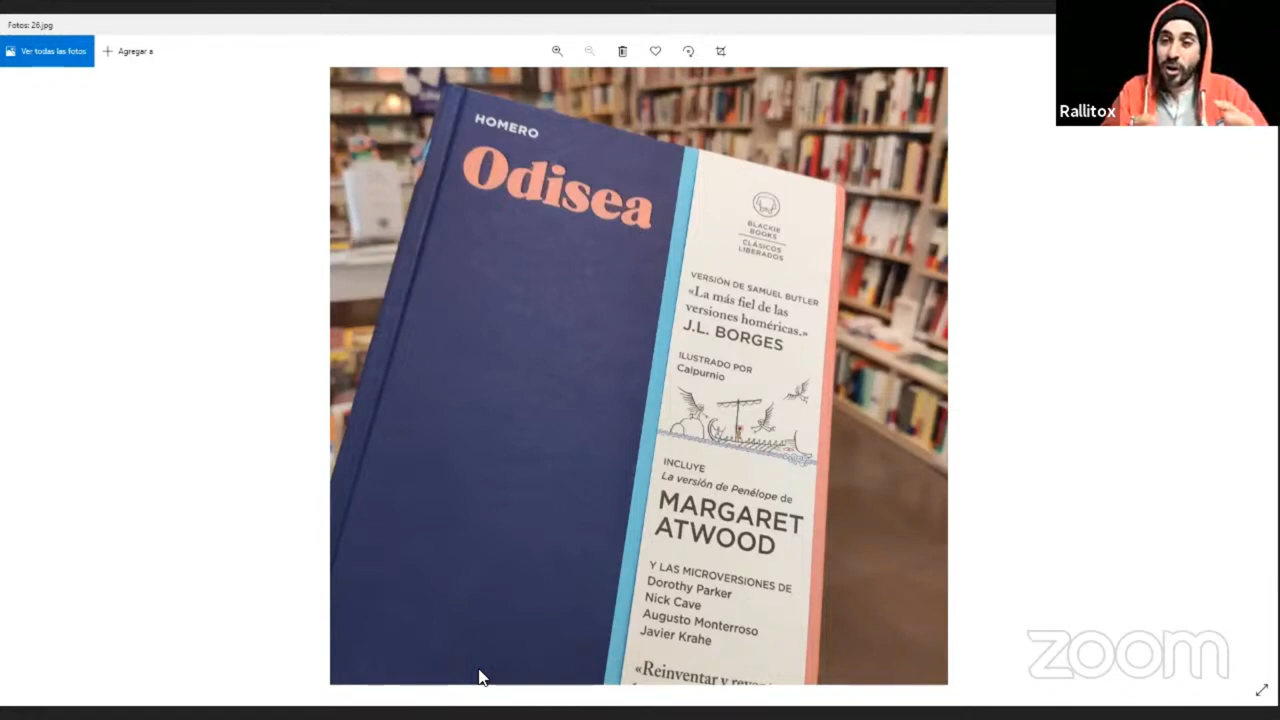 Fotos: 26.jpg
Ver todas las fotos
Agregar a
Rallitox
HOMERO
Odisea
BLACKIE
BOOKS
CLÁSICOS
LIBERADOS
VERSIÓN DE SAMUEL BUTLER
«La más fiel de las
versiones homéricas.»
J.L. BORGES
ILUSTRADO POR
Calpurnio
INCLUYE
La versión de Penélope de
MARGARET
ATWOOD
Y LAS MICROVERSIONES DE
Dorothy Parker
Nick Cave
Augusto Monterroso
Javier Krahe
«Reinventar y
zoom